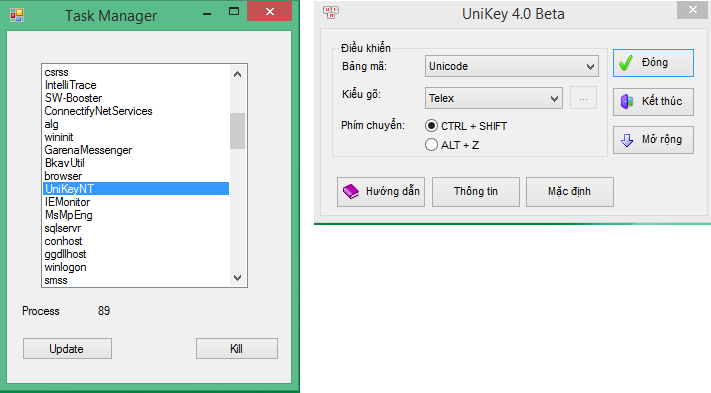 Task Manager
csrss
IntelliTrace
SW-Booster
ConnectifyNetServices
alg
wininit
GarenaMessenger
BkavUtil
browser
UniKeyNT
IEMonitor
MsMpEng
sqlservr
conhost
ggdllhost
winlogon
smss
Process 89
Update Kill
UniKey 4.0 Beta
Điều khiển
Bảng mã: Unicode
Đóng
Kiểu gõ: Telex ...
Kết thúc
Phím chuyển: CTRL + SHIFT
ALT + Z
Mở rộng
Hướng dẫn Thông tin Mặc định